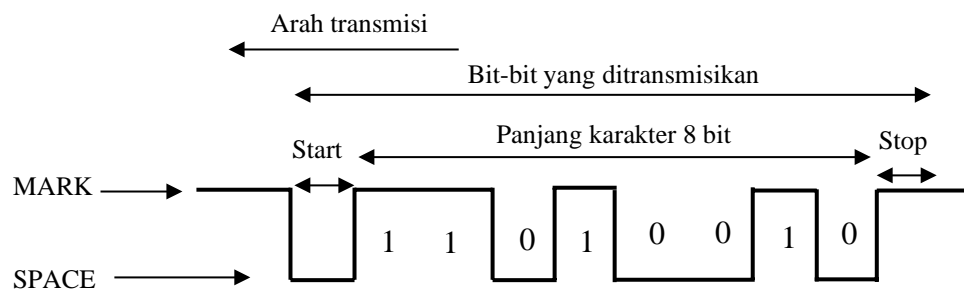 Arah transmisi
Bit-bit yang ditransmisikan
Panjang karakter 8 bit
Start
Stop
MARK
1 1 0 1 0 0 1 0
SPACE